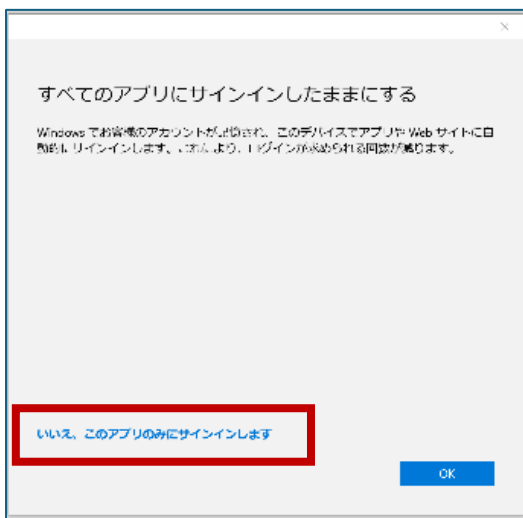 すべてのアプリにサインインしたままにする
Windows でお客様のアカウントが記憶され、このデバイスでアプリや Web サイトに自
動的にサインインします。これにより、ログインが求められる回数が減ります。
いいえ、このアプリのみにサインインします
OK